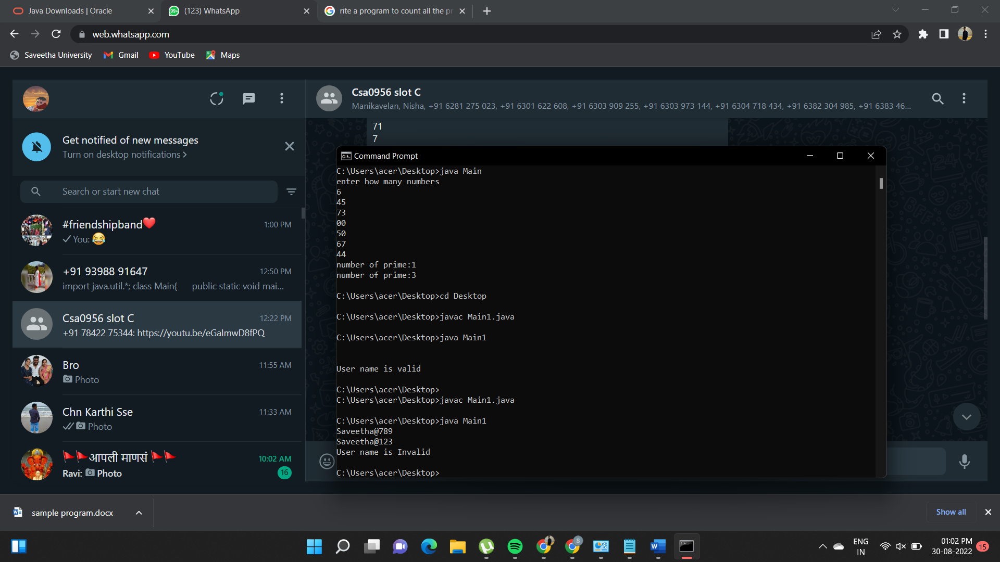 Java Downloads | Oracle
(123) WhatsApp
rite a program to count all the pr
web.whatsapp.com
Saveetha University
Gmail
YouTube
Maps
Get notified of new messages
Turn on desktop notifications
Search or start new chat
#friendshipband❤️
1:00 PM
You: 😂
+91 93988 91647
12:50 PM
import java.util.*; class Main{ public static void mai...
Csa0956 slot C
12:22 PM
+91 78422 75344: https://youtu.be/eGaImwD8fPQ
Bro
11:55 AM
Photo
Chn Karthi Sse
11:33 AM
Photo
🚩🚩आपली माणसं 🚩🚩
10:02 AM
Ravi: Photo
16
Csa0956 slot C
Manikavelan, Nisha, +91 6281 275 023, +91 6301 622 608, +91 6303 909 255, +91 6303 973 144, +91 6304 718 434, +91 6382 304 985, +91 6383 46...
71
7
Command Prompt
C:\Users\acer\Desktop>java Main
enter how many numbers
6
45
73
00
50
67
44
number of prime:1
number of prime:3
C:\Users\acer\Desktop>cd Desktop
C:\Users\acer\Desktop>javac Main1.java
C:\Users\acer\Desktop>java Main1
User name is valid
C:\Users\acer\Desktop>
C:\Users\acer\Desktop>javac Main1.java
C:\Users\acer\Desktop>java Main1
Saveetha@789
Saveetha@123
User name is Invalid
C:\Users\acer\Desktop>
sample program.docx
Show all
ENG
IN
01:02 PM
30-08-2022
15